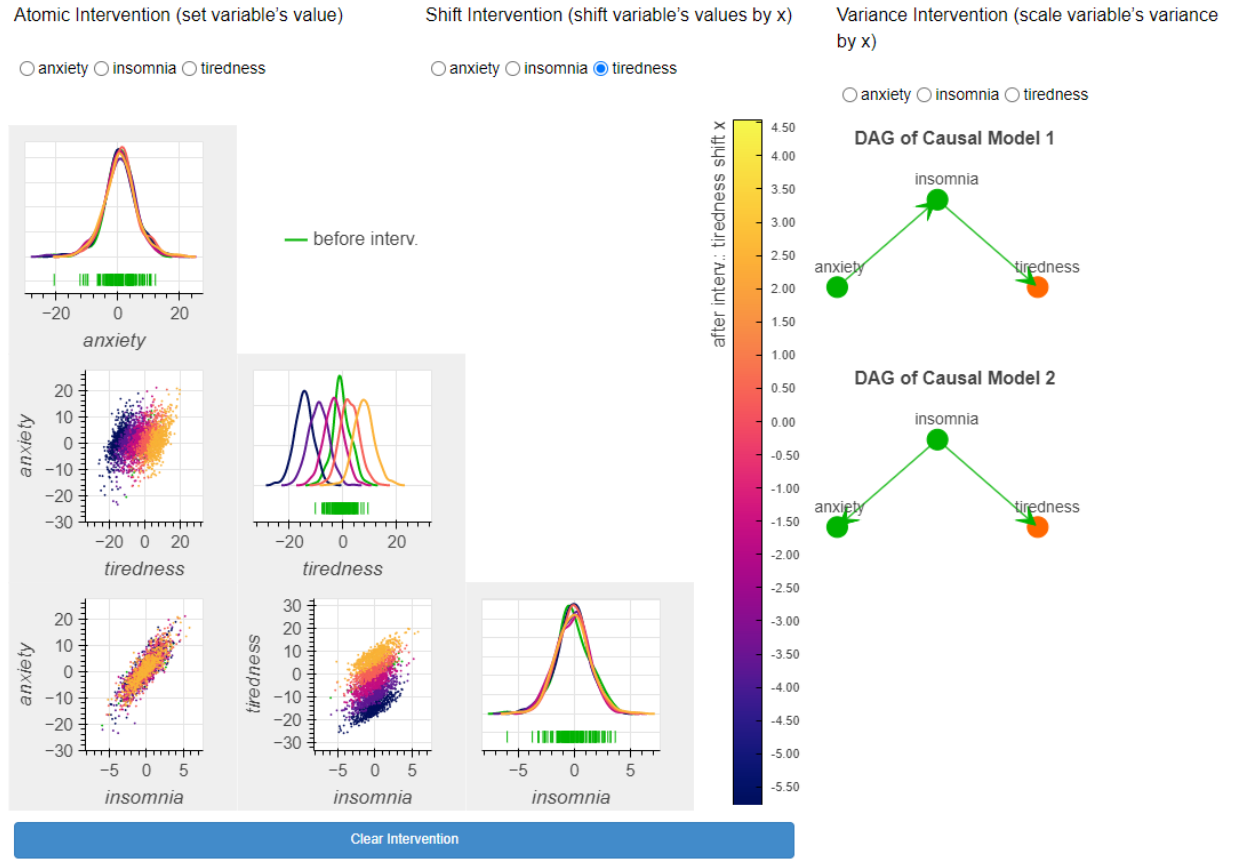 Atomic Intervention (set variable's value)
anxiety insomnia tiredness
Shift Intervention (shift variable's values by x)
anxiety insomnia tiredness
Variance Intervention (scale variable's variance
by x)
anxiety insomnia tiredness
−20 0 20
anxiety
before interv.
20
10
0
−10
−20
−30
anxiety
−20 0 20
tiredness
−20 0 20
tiredness
20
10
0
−10
−20
−30
anxiety
−5 0 5
insomnia
30
20
10
0
−10
−20
−30
tiredness
−5 0 5
insomnia
−5 0 5
insomnia
after interv.: tiredness shift x
4.50
4.00
3.50
3.00
2.50
2.00
1.50
1.00
0.50
0.00
-0.50
-1.00
-1.50
-2.00
-2.50
-3.00
-3.50
-4.00
-4.50
-5.00
-5.50
DAG of Causal Model 1
insomnia
anxiety
tiredness
DAG of Causal Model 2
insomnia
anxiety
tiredness
Clear Intervention